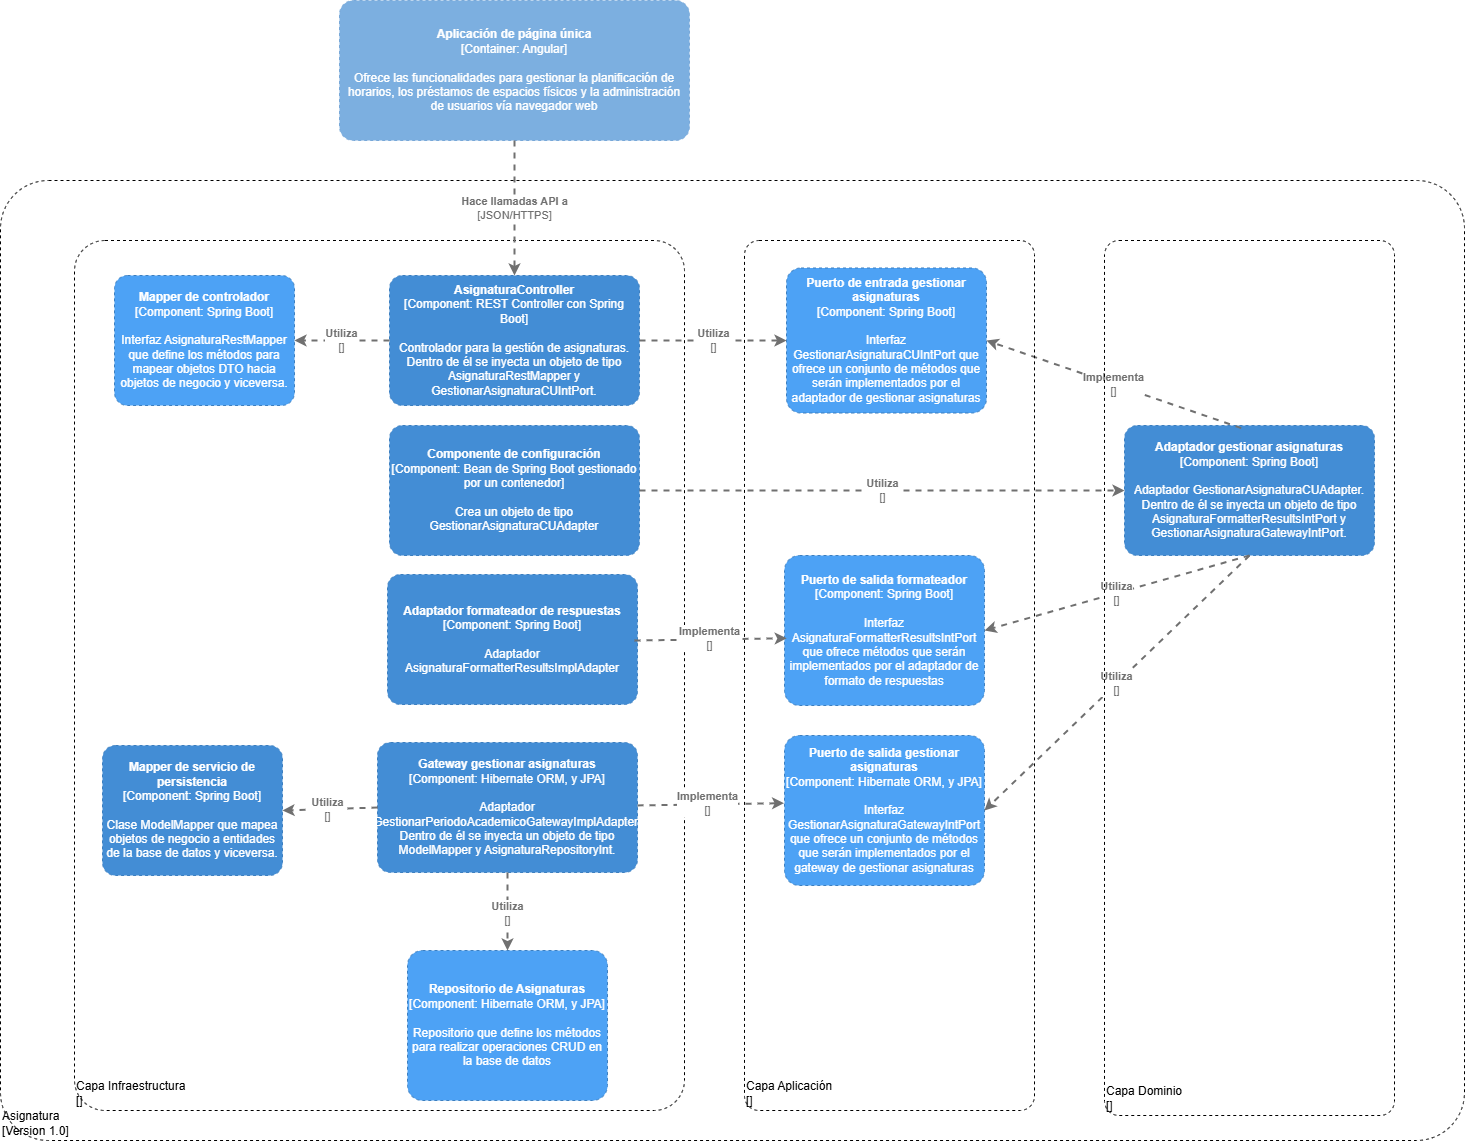 Aplicación de página única
[Container: Angular]
Ofrece las funcionalidades para gestionar la planificación de
horarios, los préstamos de espacios físicos y la administración
de usuarios vía navegador web
Hace llamadas API a
[JSON/HTTPS]
Mapper de controlador
[Component: Spring Boot]
Interfaz AsignaturaRestMapper
que define los métodos para
mapear objetos DTO hacia
objetos de negocio y viceversa.
Utiliza
[]
AsignaturaController
[Component: REST Controller con Spring
Boot]
Controlador para la gestión de asignaturas.
Dentro de él se inyecta un objeto de tipo
AsignaturaRestMapper y
GestionarAsignaturaCUIntPort.
Utiliza
[]
Puerto de entrada gestionar
asignaturas
[Component: Spring Boot]
Interfaz
GestionarAsignaturaCUIntPort que
ofrece un conjunto de métodos que
serán implementados por el
adaptador de gestionar asignaturas
Implementa
[]
Componente de configuración
[Component: Bean de Spring Boot gestionado
por un contenedor]
Crea un objeto de tipo
GestionarAsignaturaCUAdapter
Utiliza
[]
Adaptador gestionar asignaturas
[Component: Spring Boot]
Adaptador GestionarAsignaturaCUAdapter.
Dentro de él se inyecta un objeto de tipo
AsignaturaFormatterResultsIntPort y
GestionarAsignaturaGatewayIntPort.
Adaptador formateador de respuestas
[Component: Spring Boot]
Adaptador
AsignaturaFormatterResultsImplAdapter
Implementa
[]
Puerto de salida formateador
[Component: Spring Boot]
Interfaz
AsignaturaFormatterResultsIntPort
que ofrece métodos que serán
implementados por el adaptador de
formato de respuestas
Utiliza
[]
Utiliza
[]
Mapper de servicio de
persistencia
[Component: Spring Boot]
Clase ModelMapper que mapea
objetos de negocio a entidades
de la base de datos y viceversa.
Utiliza
[]
Gateway gestionar asignaturas
[Component: Hibernate ORM, y JPA]
Adaptador
GestionarPeriodoAcademicoGatewayImplAdapter.
Dentro de él se inyecta un objeto de tipo
ModelMapper y AsignaturaRepositoryInt.
Implementa
[]
Puerto de salida gestionar
asignaturas
[Component: Hibernate ORM, y JPA]
Interfaz
GestionarAsignaturaGatewayIntPort
que ofrece un conjunto de métodos
que serán implementados por el
gateway de gestionar asignaturas
Utiliza
[]
Repositorio de Asignaturas
[Component: Hibernate ORM, y JPA]
Repositorio que define los métodos
para realizar operaciones CRUD en
la base de datos
Capa Infraestructura
[]
Capa Aplicación
[]
Capa Dominio
[]
Asignatura
[Version 1.0]